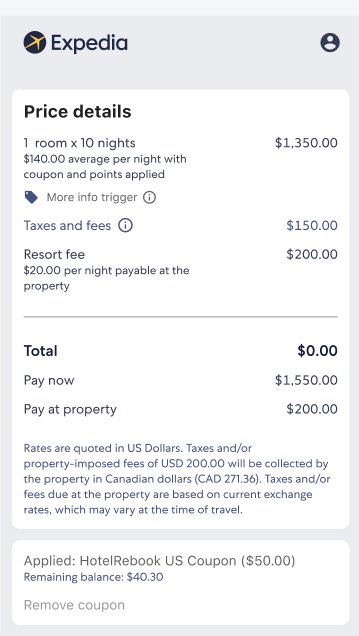 Expedia
Price details
1 room x 10 nights $1,350.00
$140.00 average per night with
coupon and points applied
More info trigger
Taxes and fees $150.00
Resort fee $200.00
$20.00 per night payable at the
property
Total $0.00
Pay now $1,550.00
Pay at property $200.00
Rates are quoted in US Dollars. Taxes and/or
property-imposed fees of USD 200.00 will be collected by
the property in Canadian dollars (CAD 271.36). Taxes and/or
fees due at the property are based on current exchange
rates, which may vary at the time of travel.
Applied: HotelRebook US Coupon ($50.00)
Remaining balance: $40.30
Remove coupon